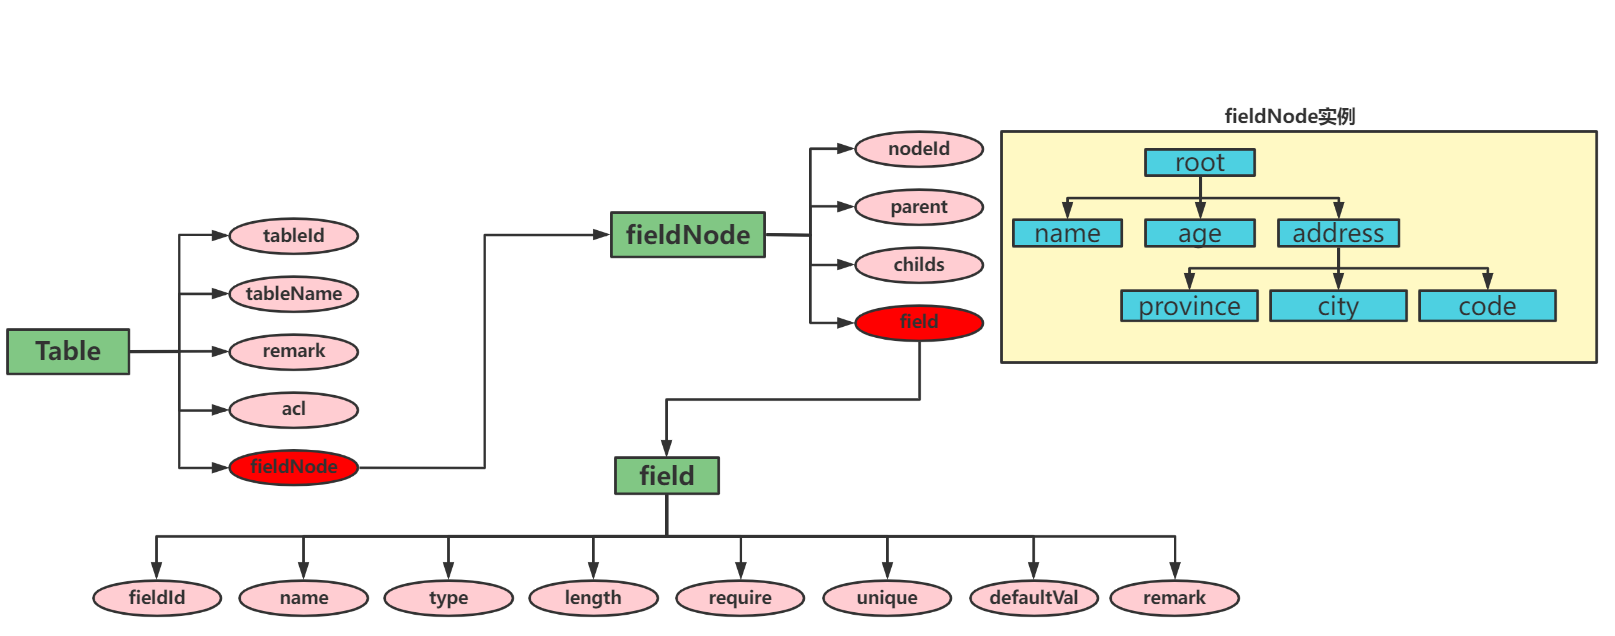 fieldNode实例
root
name
age
address
province
city
code
nodeId
parent
childs
field
fieldNode
tableId
tableName
remark
acl
fieldNode
Table
field
fieldId
name
type
length
require
unique
defaultVal
remark